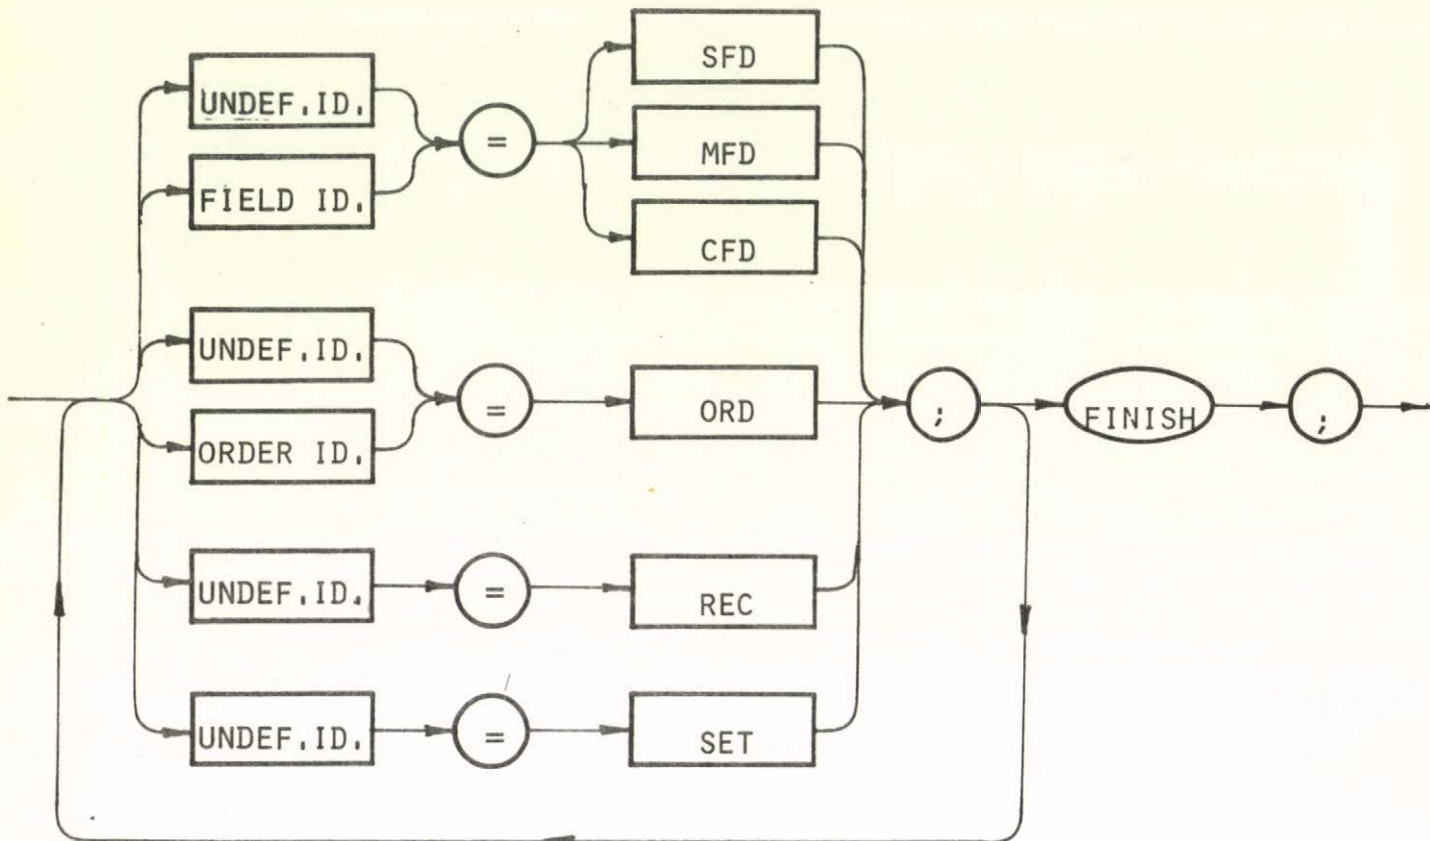 SFD
UNDEF.ID.
=
MFD
FIELD ID.
CFD
UNDEF.ID.
=
ORD
;
FINISH
;
ORDER ID.
UNDEF.ID.
=
REC
UNDEF.ID.
=
SET